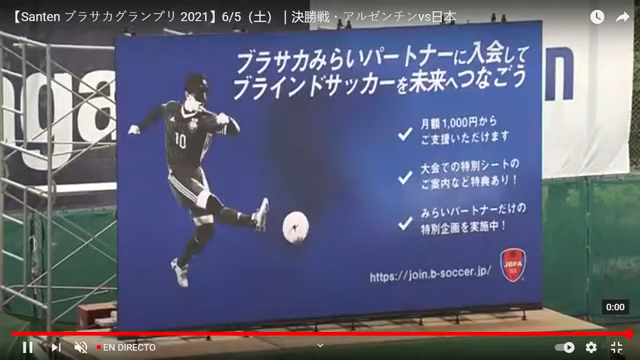 【Santen ブラサカグランプリ 2021】6/5（土）｜決勝戦・アルゼンチンvs日本
ブラサカみらいパートナーに入会して
ブラインドサッカーを未来へつなごう
10
月額1,000円から
ご支援いただけます
大会での特別シートの
ご案内など特典あり！
みらいパートナーだけの
特別企画を実施中！
https://join.b-soccer.jp/
JBFA
0:00
EN DIRECTO